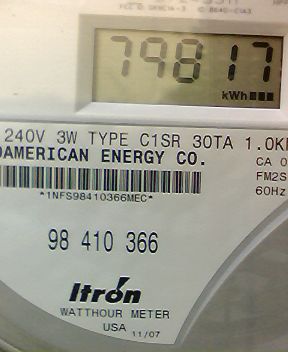 79817
kWh
240V 3W TYPE C1SR 30TA 1.0K
AMERICAN ENERGY CO.
CA 0
FM2S
60Hz
*1NFS98410366MEC*
98 410 366
Itrón
WATTHOUR METER
USA 11/07